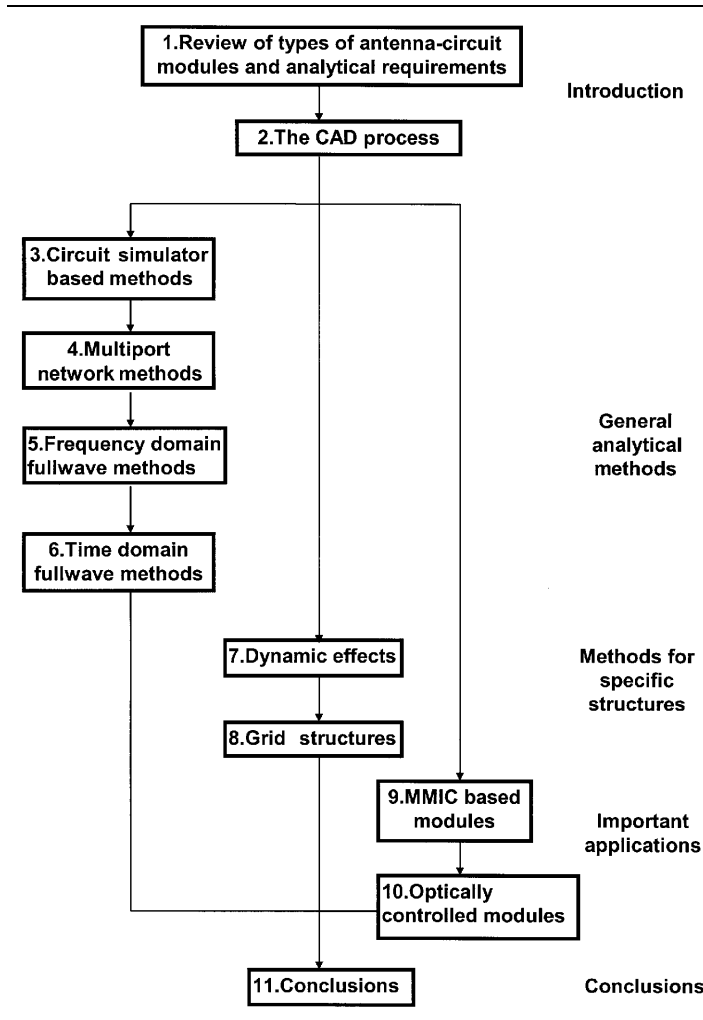 1.Review of types of antenna-circuit
modules and analytical requirements
Introduction
2.The CAD process
3.Circuit simulator
based methods
4.Multiport
network methods
5.Frequency domain
fullwave methods
General
analytical
methods
6.Time domain
fullwave methods
7.Dynamic effects
Methods for
specific
structures
8.Grid structures
9.MMIC based
modules
Important
applications
10.Optically
controlled modules
11.Conclusions
Conclusions